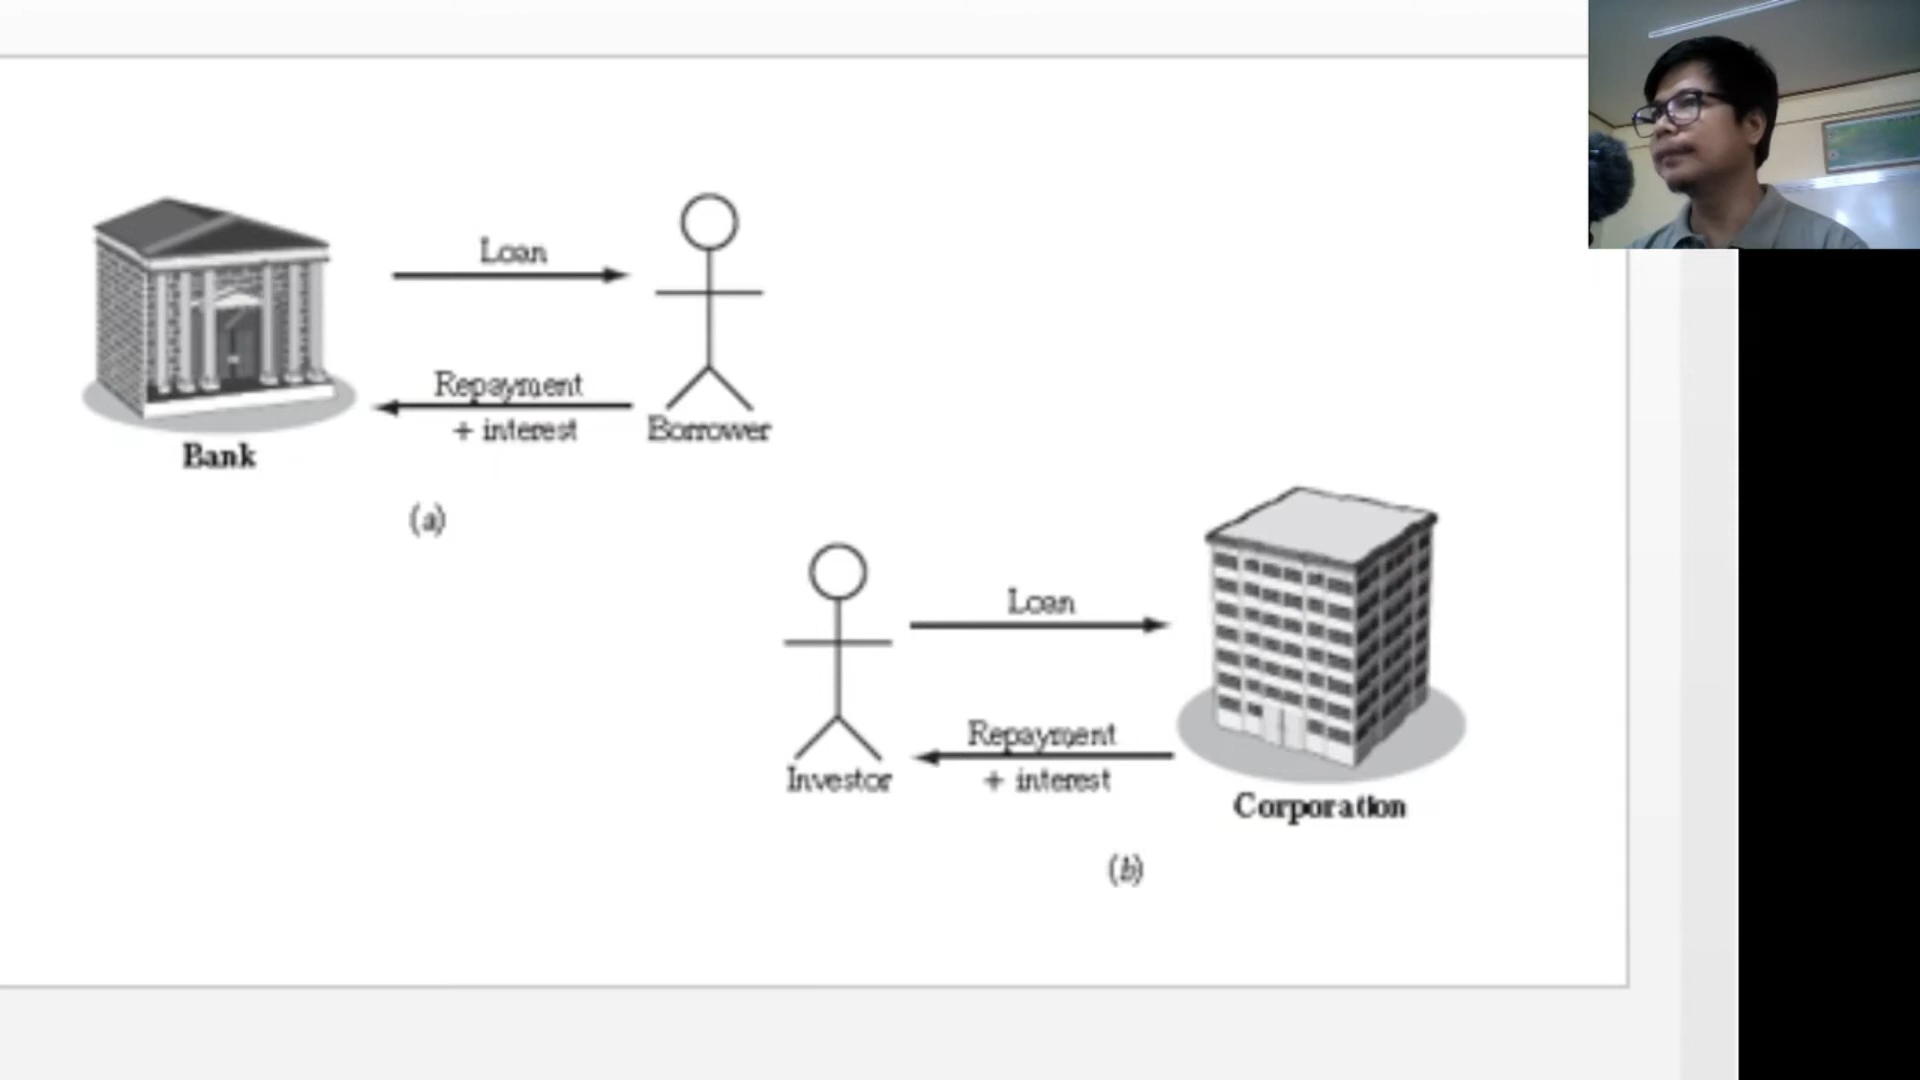 Loan
Repayment
+ interest
Borrower
Bank
(a)
Loan
Repayment
+ interest
Investor
Corporation
(b)